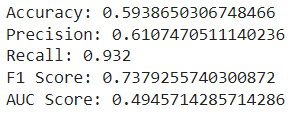 Accuracy: 0.5938650306748466
Precision: 0.6107470511140236
Recall: 0.932
F1 Score: 0.7379255740300872
AUC Score: 0.4945714285714286